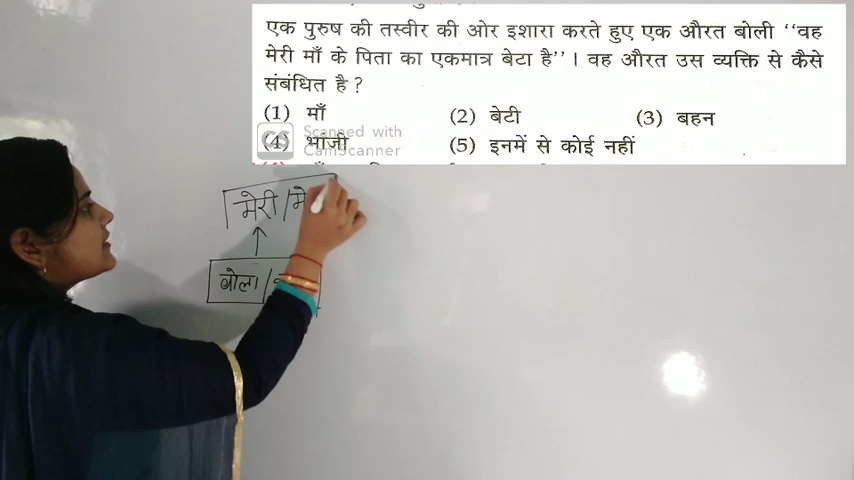 एक पुरुष की तस्वीर की ओर इशारा करते हुए एक औरत बोली “वह
मेरी माँ के पिता का एकमात्र बेटा है”। वह औरत उस व्यक्ति से कैसे
संबंधित है ?
(1) माँ (2) बेटी (3) बहन
(4) भाजी (5) इनमें से कोई नहीं
CS Scanned with
CamScanner
मेरी / मे
बोला /